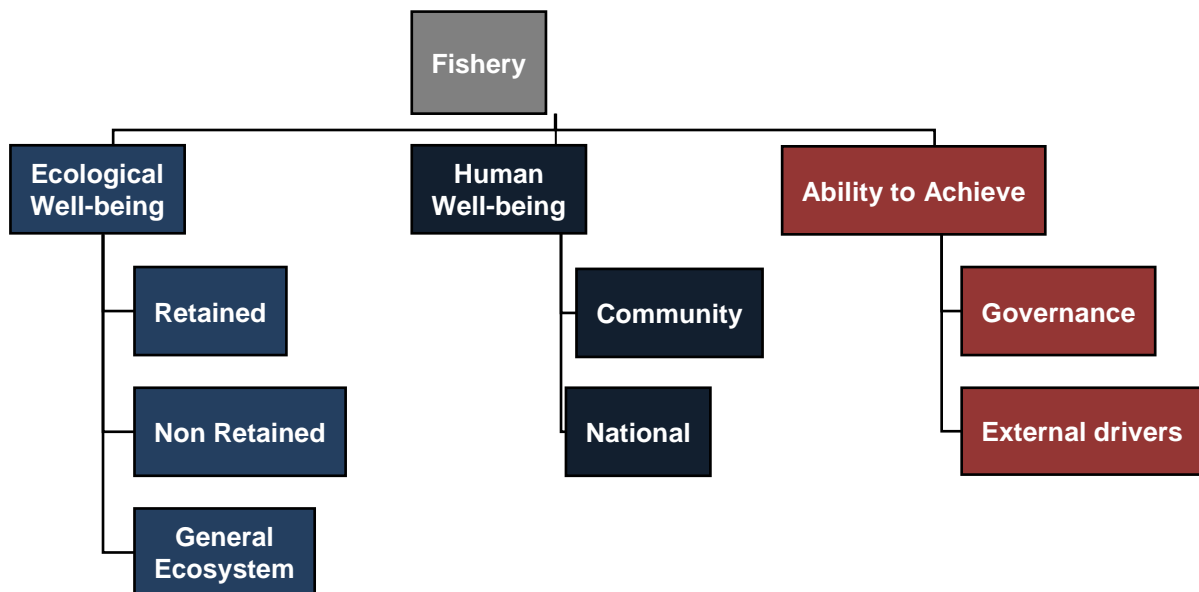 Fishery
Ecological
Well-being
Human
Well-being
Ability to Achieve
Retained
Community
Governance
Non Retained
National
External drivers
General
Ecosystem